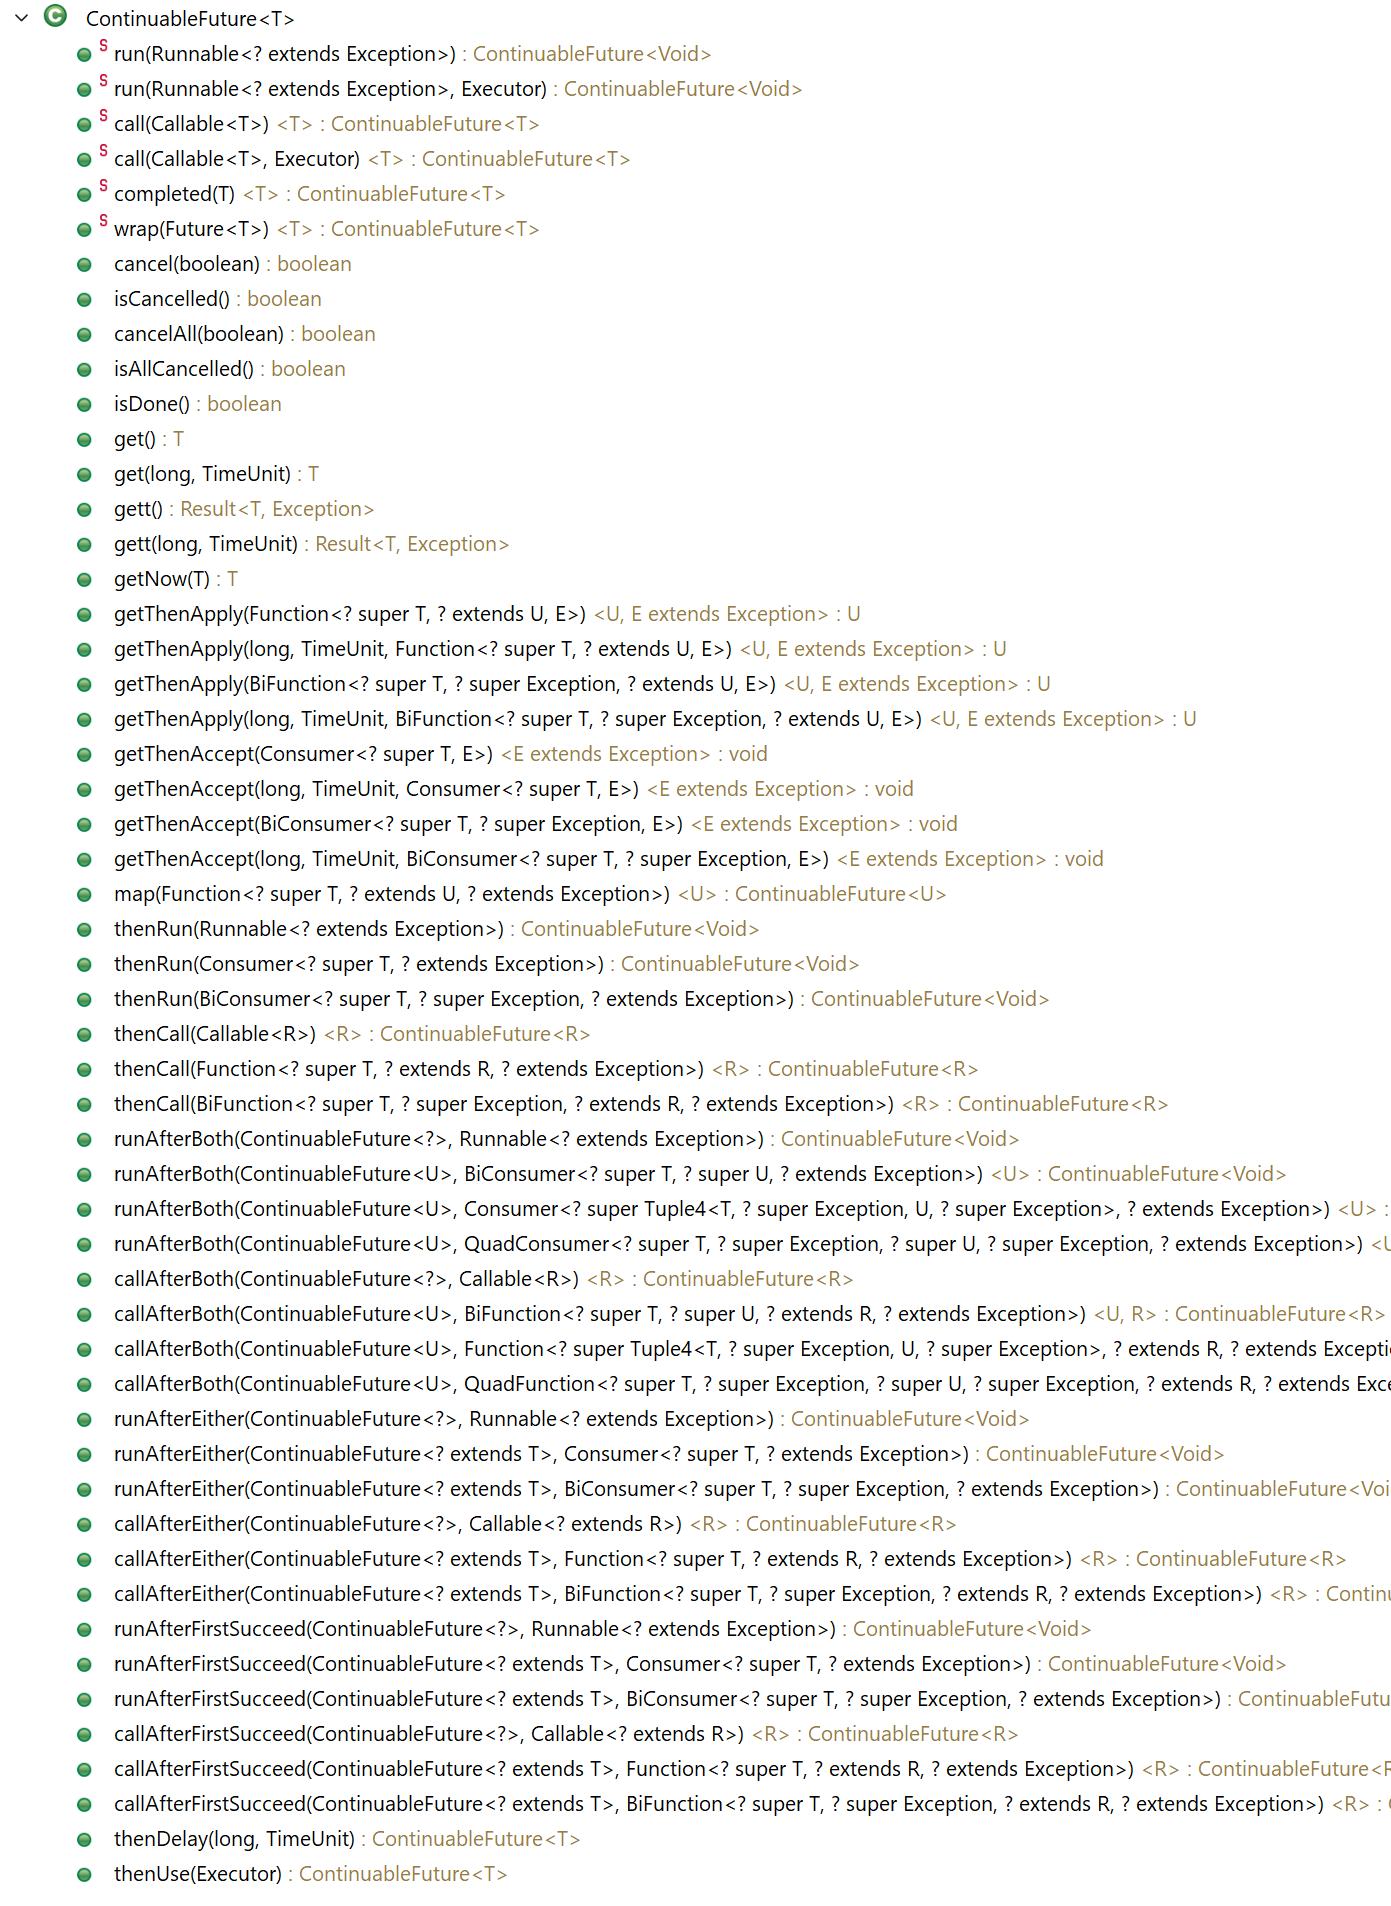 ContinuableFuture<T>
S run(Runnable<? extends Exception>) : ContinuableFuture<Void>
S run(Runnable<? extends Exception>, Executor) : ContinuableFuture<Void>
S call(Callable<T>) <T> : ContinuableFuture<T>
S call(Callable<T>, Executor) <T> : ContinuableFuture<T>
S completed(T) <T> : ContinuableFuture<T>
S wrap(Future<T>) <T> : ContinuableFuture<T>
cancel(boolean) : boolean
isCancelled() : boolean
cancelAll(boolean) : boolean
isAllCancelled() : boolean
isDone() : boolean
get() : T
get(long, TimeUnit) : T
gett() : Result<T, Exception>
gett(long, TimeUnit) : Result<T, Exception>
getNow(T) : T
getThenApply(Function<? super T, ? extends U, E>) <U, E extends Exception> : U
getThenApply(long, TimeUnit, Function<? super T, ? extends U, E>) <U, E extends Exception> : U
getThenApply(BiFunction<? super T, ? super Exception, ? extends U, E>) <U, E extends Exception> : U
getThenApply(long, TimeUnit, BiFunction<? super T, ? super Exception, ? extends U, E>) <U, E extends Exception> : U
getThenAccept(Consumer<? super T, E>) <E extends Exception> : void
getThenAccept(long, TimeUnit, Consumer<? super T, E>) <E extends Exception> : void
getThenAccept(BiConsumer<? super T, ? super Exception, E>) <E extends Exception> : void
getThenAccept(long, TimeUnit, BiConsumer<? super T, ? super Exception, E>) <E extends Exception> : void
map(Function<? super T, ? extends U, ? extends Exception>) <U> : ContinuableFuture<U>
thenRun(Runnable<? extends Exception>) : ContinuableFuture<Void>
thenRun(Consumer<? super T, ? extends Exception>) : ContinuableFuture<Void>
thenRun(BiConsumer<? super T, ? super Exception, ? extends Exception>) : ContinuableFuture<Void>
thenCall(Callable<R>) <R> : ContinuableFuture<R>
thenCall(Function<? super T, ? extends R, ? extends Exception>) <R> : ContinuableFuture<R>
thenCall(BiFunction<? super T, ? super Exception, ? extends R, ? extends Exception>) <R> : ContinuableFuture<R>
runAfterBoth(ContinuableFuture<?>, Runnable<? extends Exception>) : ContinuableFuture<Void>
runAfterBoth(ContinuableFuture<U>, BiConsumer<? super T, ? super U, ? extends Exception>) <U> : ContinuableFuture<Void>
runAfterBoth(ContinuableFuture<U>, Consumer<? super Tuple4<T, ? super Exception, U, ? super Exception>, ? extends Exception>) <U> :
runAfterBoth(ContinuableFuture<U>, QuadConsumer<? super T, ? super Exception, ? super U, ? super Exception, ? extends Exception>) <U
callAfterBoth(ContinuableFuture<?>, Callable<R>) <R> : ContinuableFuture<R>
callAfterBoth(ContinuableFuture<U>, BiFunction<? super T, ? super U, ? extends R, ? extends Exception>) <U, R> : ContinuableFuture<R>
callAfterBoth(ContinuableFuture<U>, Function<? super Tuple4<T, ? super Exception, U, ? super Exception>, ? extends R, ? extends Excepti
callAfterBoth(ContinuableFuture<U>, QuadFunction<? super T, ? super Exception, ? super U, ? super Exception, ? extends R, ? extends Exce
runAfterEither(ContinuableFuture<?>, Runnable<? extends Exception>) : ContinuableFuture<Void>
runAfterEither(ContinuableFuture<? extends T>, Consumer<? super T, ? extends Exception>) : ContinuableFuture<Void>
runAfterEither(ContinuableFuture<? extends T>, BiConsumer<? super T, ? super Exception, ? extends Exception>) : ContinuableFuture<Voi
callAfterEither(ContinuableFuture<?>, Callable<? extends R>) <R> : ContinuableFuture<R>
callAfterEither(ContinuableFuture<? extends T>, Function<? super T, ? extends R, ? extends Exception>) <R> : ContinuableFuture<R>
callAfterEither(ContinuableFuture<? extends T>, BiFunction<? super T, ? super Exception, ? extends R, ? extends Exception>) <R> : Continu
runAfterFirstSucceed(ContinuableFuture<?>, Runnable<? extends Exception>) : ContinuableFuture<Void>
runAfterFirstSucceed(ContinuableFuture<? extends T>, Consumer<? super T, ? extends Exception>) : ContinuableFuture<Void>
runAfterFirstSucceed(ContinuableFuture<? extends T>, BiConsumer<? super T, ? super Exception, ? extends Exception>) : ContinuableFutu
callAfterFirstSucceed(ContinuableFuture<?>, Callable<? extends R>) <R> : ContinuableFuture<R>
callAfterFirstSucceed(ContinuableFuture<? extends T>, Function<? super T, ? extends R, ? extends Exception>) <R> : ContinuableFuture<R
callAfterFirstSucceed(ContinuableFuture<? extends T>, BiFunction<? super T, ? super Exception, ? extends R, ? extends Exception>) <R> :
thenDelay(long, TimeUnit) : ContinuableFuture<T>
thenUse(Executor) : ContinuableFuture<T>